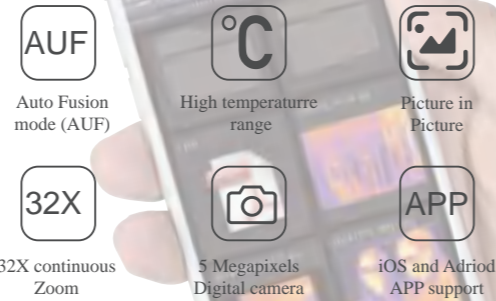 AUF
°C
Auto Fusion
mode (AUF)
High temperaturre
range
Picture in
Picture
32X
APP
32X continuous
Zoom
5 Megapixels
Digital camera
iOS and Adriod
APP support